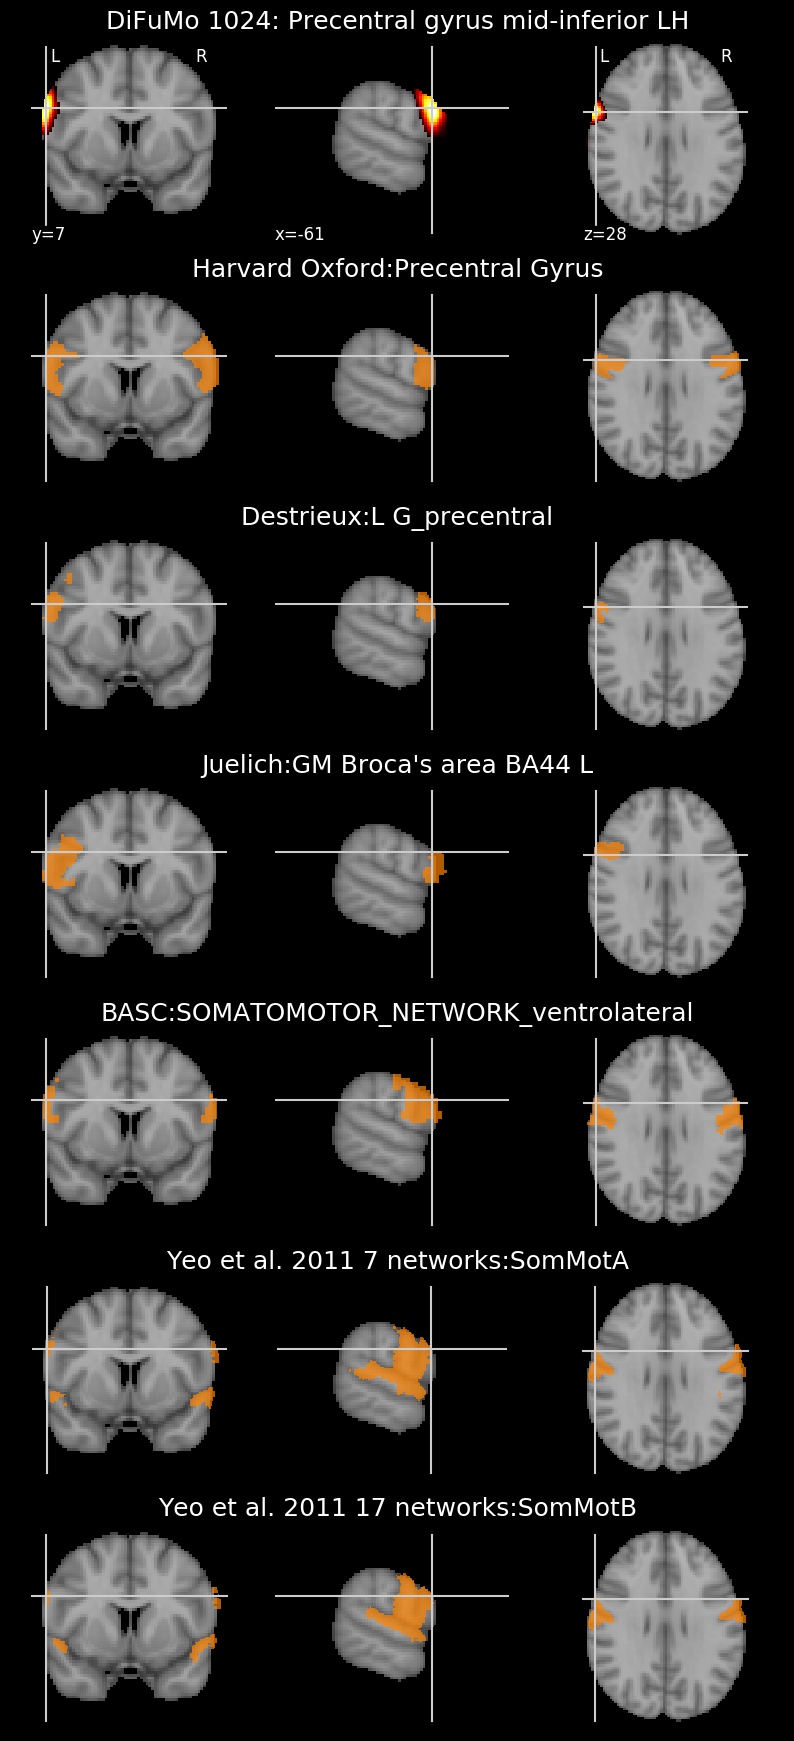 DiFuMo 1024: Precentral gyrus mid-inferior LH
L R L R
y=7 x=-61 z=28
Harvard Oxford:Precentral Gyrus
Destrieux:L G_precentral
Juelich:GM Broca's area BA44 L
BASC:SOMATOMOTOR_NETWORK_ventrolateral
Yeo et al. 2011 7 networks:SomMotA
Yeo et al. 2011 17 networks:SomMotB